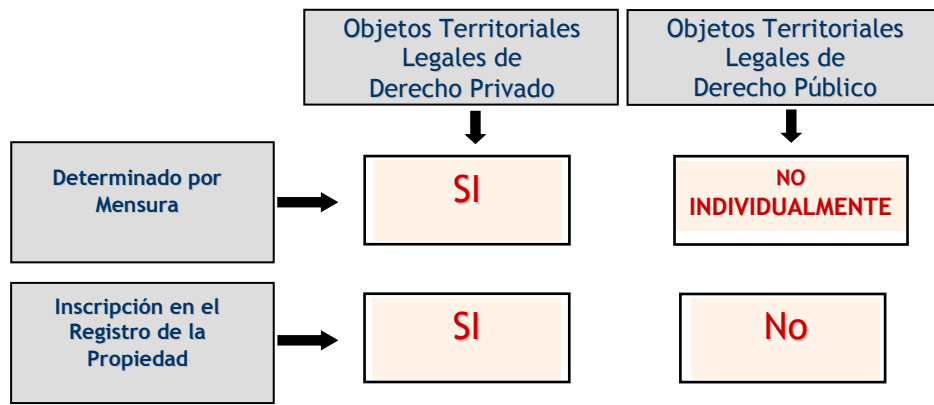 Objetos Territoriales
Legales de
Derecho Privado
Objetos Territoriales
Legales de
Derecho Público
Determinado por
Mensura
SI
NO
INDIVIDUALMENTE
Inscripción en el
Registro de la
Propiedad
SI
No